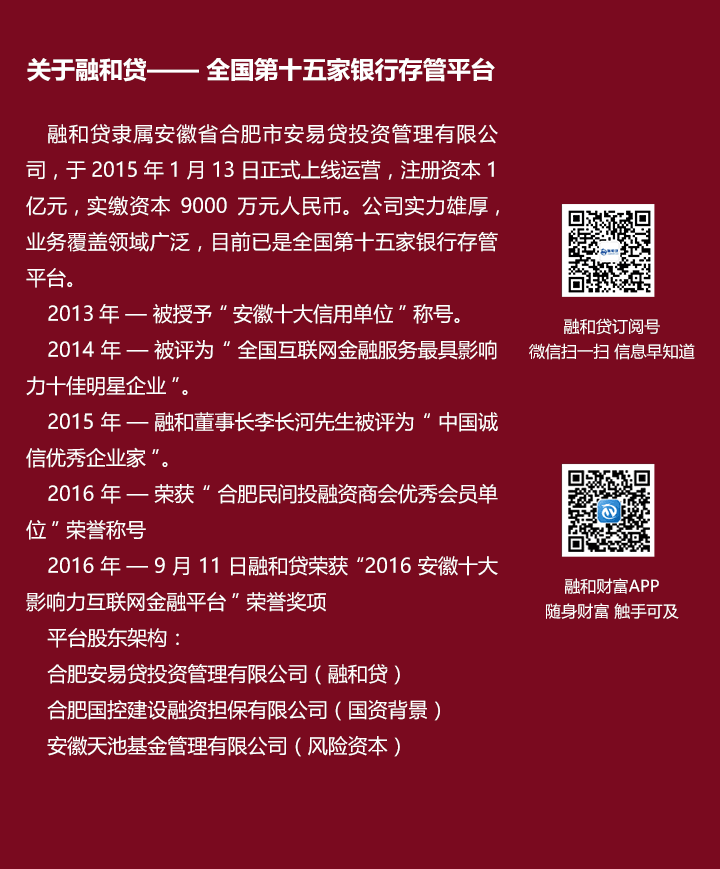 关于融和贷—— 全国第十五家银行存管平台
融和贷隶属安徽省合肥市安易贷投资管理有限公
司，于 2015 年 1 月 13 日正式上线运营，注册资本 1
亿元，实缴资本 9000 万元人民币。公司实力雄厚，
业务覆盖领域广泛，目前已是全国第十五家银行存管
平台。
2013 年 — 被授予 “ 安徽十大信用单位 ” 称号。
2014 年 — 被评为 “ 全国互联网金融服务最具影响
力十佳明星企业 ”。
2015 年 — 融和董事长李长河先生被评为 “ 中国诚
信优秀企业家 ”。
2016 年 — 荣获 “ 合肥民间投融资商会优秀会员单
位 ” 荣誉称号
2016 年 — 9 月 11 日融和贷荣获 “2016 安徽十大
影响力互联网金融平台 ” 荣誉奖项
平台股东架构：
合肥安易贷投资管理有限公司（融和贷）
合肥国控建设融资担保有限公司（国资背景）
安徽天池基金管理有限公司（风险资本）
融和贷订阅号
微信扫一扫 信息早知道
融和财富APP
随身财富 触手可及